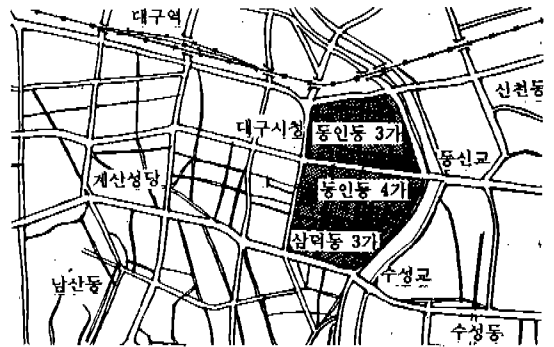 대구역
신천동
대구시청
동인동 3가
동신교
계산성당
동인동 4가
삼덕동 3가
수성교
남산동
수성동